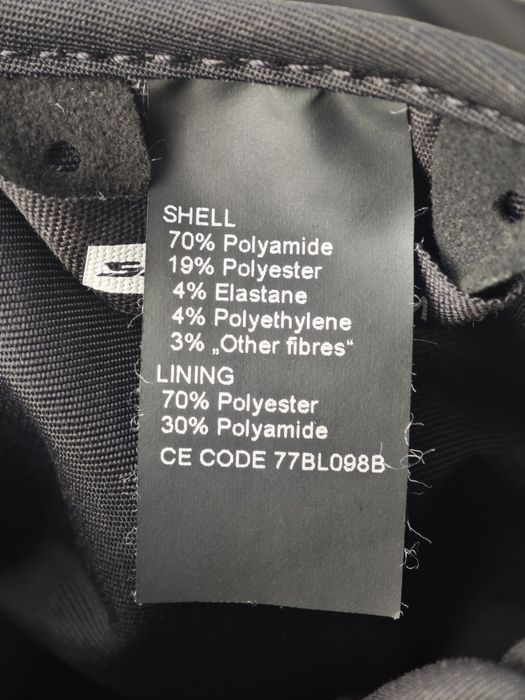 SHELL
70% Polyamide
19% Polyester
4% Elastane
4% Polyethylene
3% „Other fibres“
LINING
70% Polyester
30% Polyamide
CE CODE 77BL098B